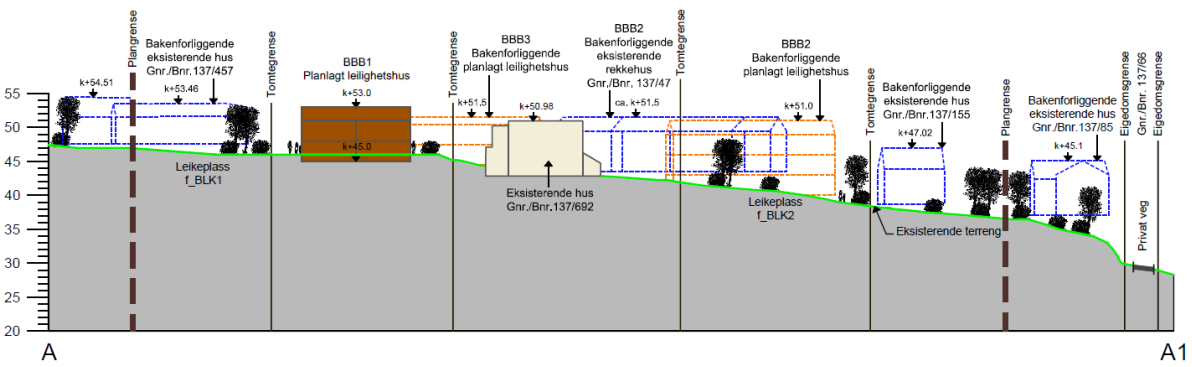 Plangrense
Bakenforliggende
eksisterende hus
Gnr./Bnr.137/457
k+54.51
k+53.46
Tomtegrense
BBB1
Planlagt leilighetshus
k+53.0
k+45.0
Tomtegrense
BBB3
Bakenforliggende
planlagt leilighetshus
k+51,5
k+50.98
BBB2
Bakenforliggende
eksisterende
rekkehus
Gnr./Bnr, 137/47
ca. k+51,5
Tomtegrense
BBB2
Bakenforliggende
planlagt leilighetshus
k+51.0
Tomtegrense
Bakenforliggende
eksisterende hus
Gnr./Bnr.137/155
k+47.02
Plangrense
Bakenforliggende
eksisterende hus
Gnr./Bnr.137/85
k+45.1
Eigedomsgrense
Gnr./Bnr. 137/66
Eigedomsgrense
Privat veg
55
50
45
40
35
30
25
20
Leikeplass
f_BLK1
Eksisterende hus
Gnr./Bnr.137/692
Leikeplass
f_BLK2
Eksisterende terreng
A
A1